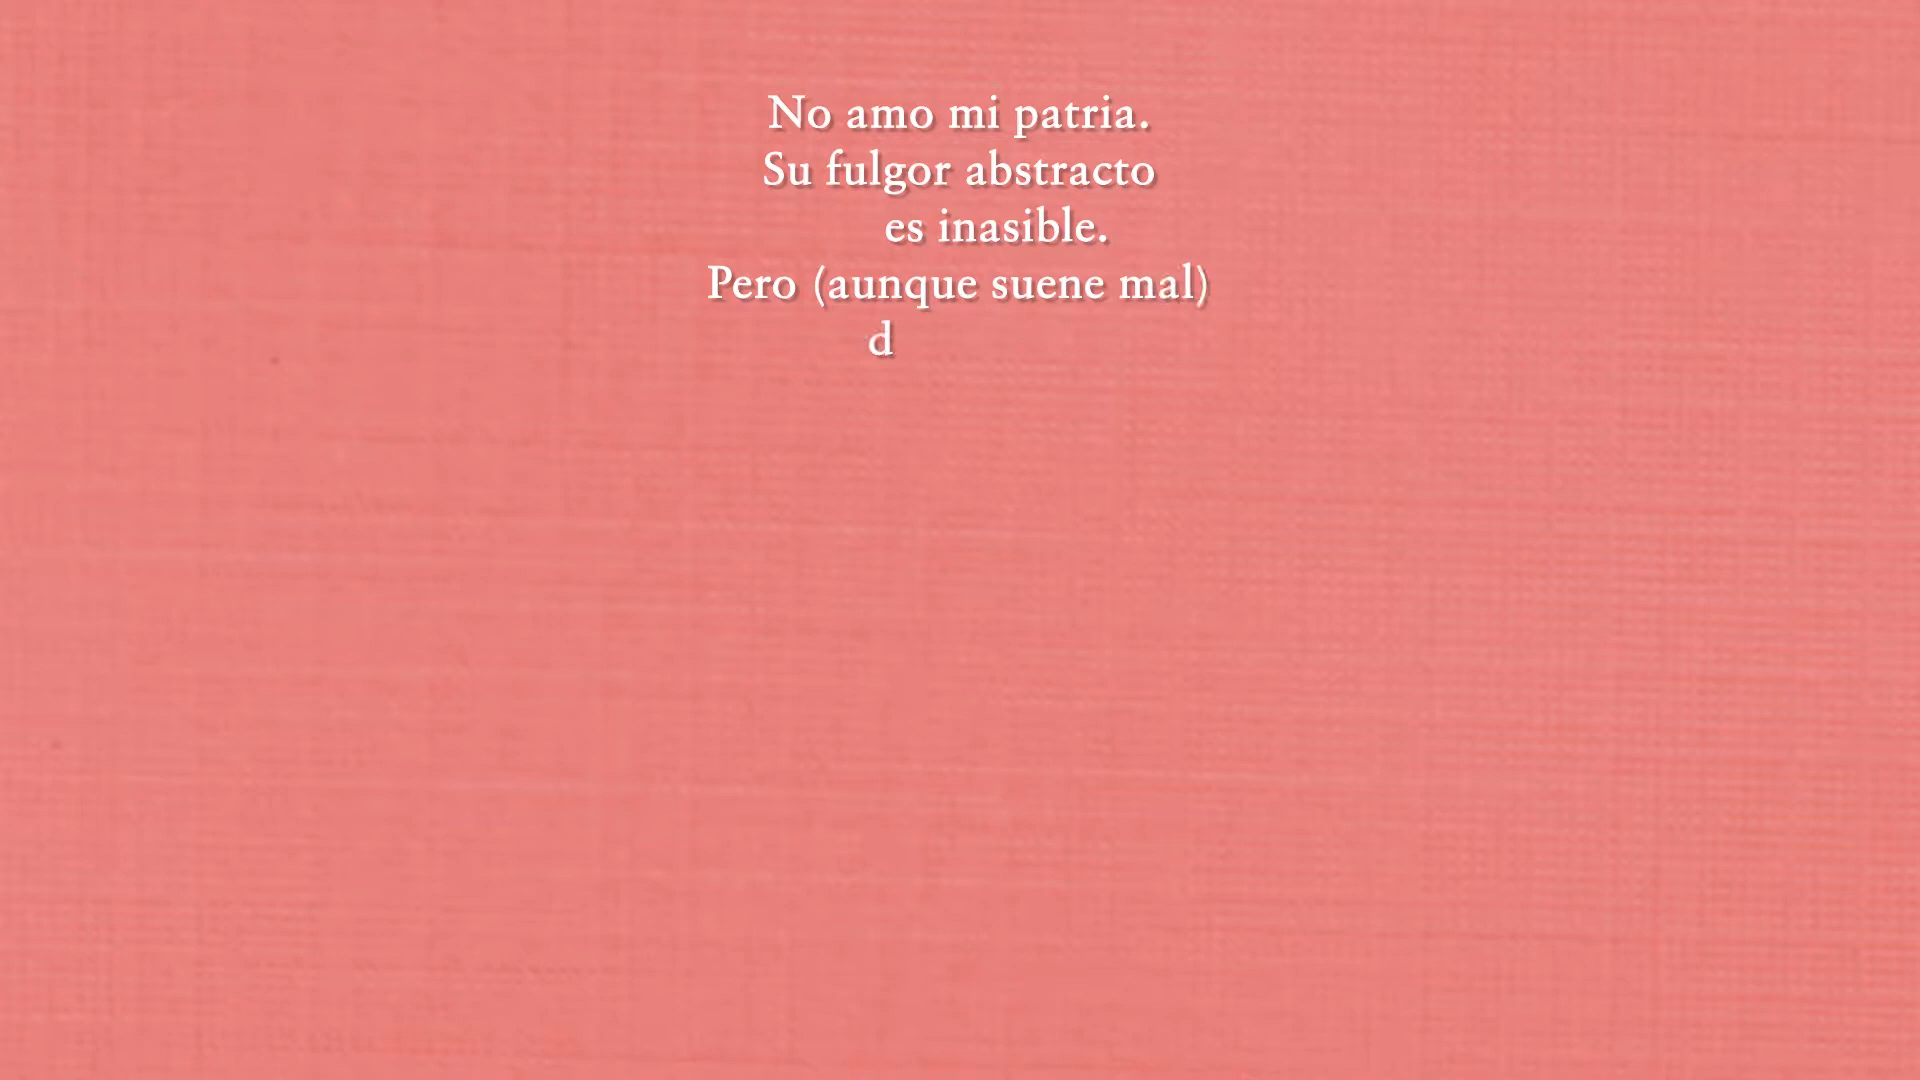 No amo mi patria.
Su fulgor abstracto
es inasible.
Pero (aunque suene mal)
d